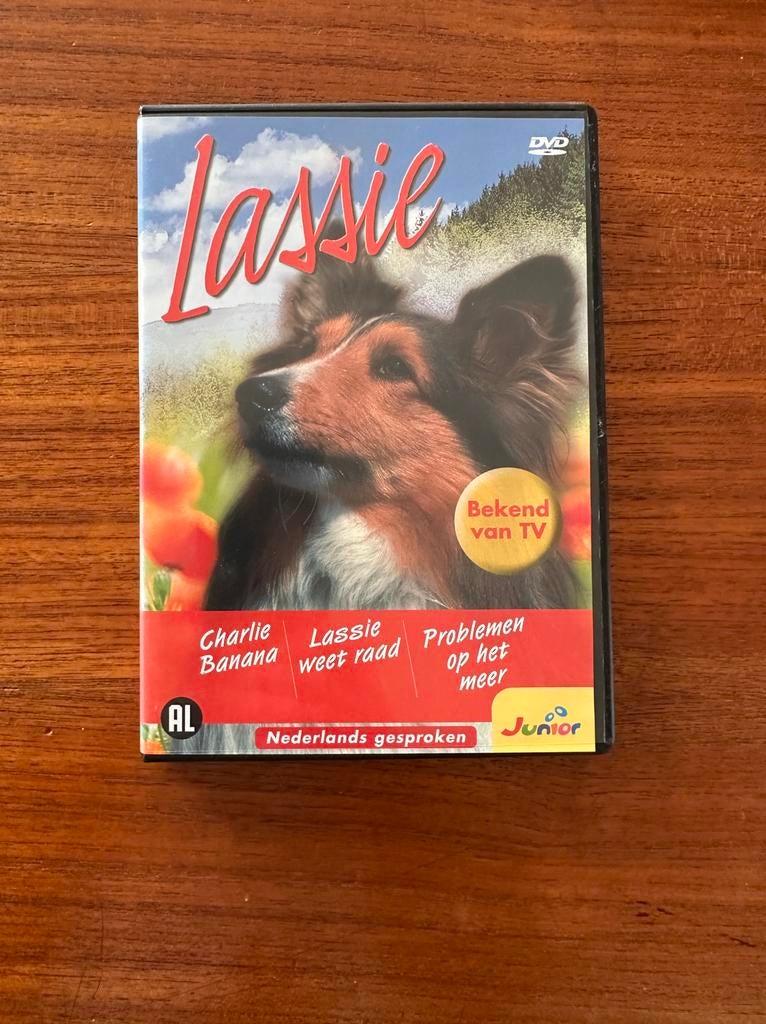 Lassie
DVD
Bekend
van TV
Charlie
Banana
Lassie
weet raad
Problemen
op het
meer
AL
Nederlands gesproken
Junior